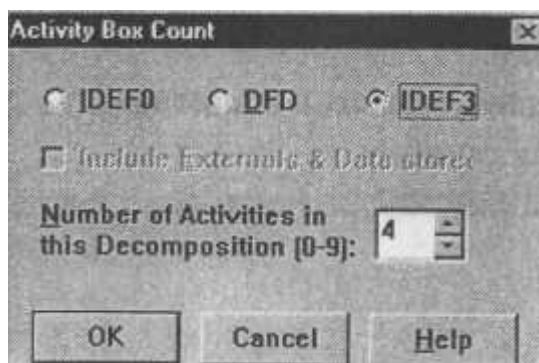 Activity Box Count
IDEF0 DFD IDEF3
Include Externals & Data stores
Number of Activities in
this Decomposition (0-9): 4
OK Cancel Help